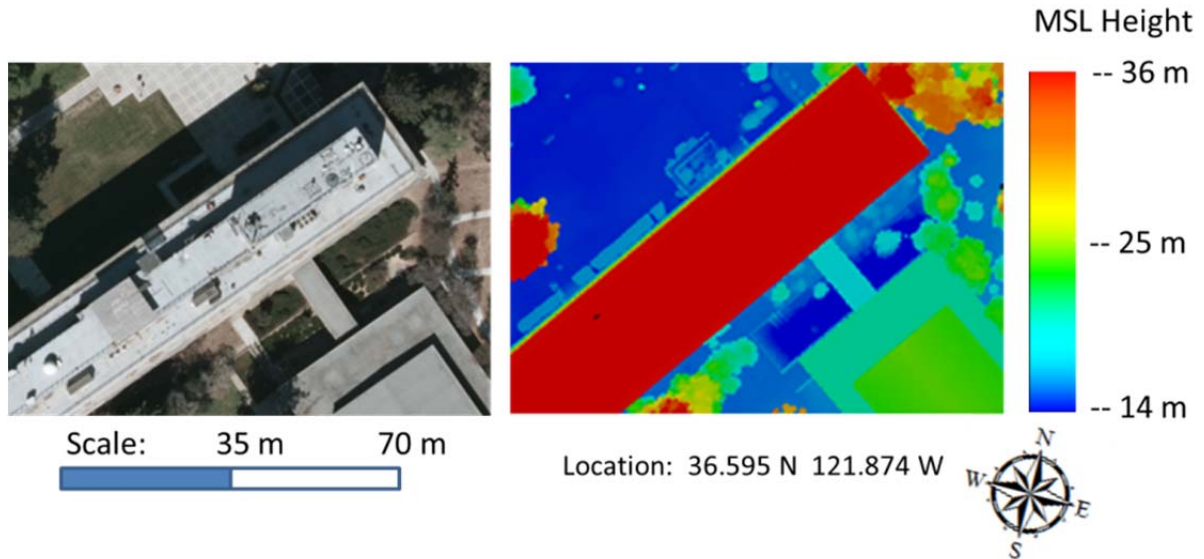 MSL Height
-- 36 m
-- 25 m
-- 14 m
Scale: 35 m 70 m
Location: 36.595 N 121.874 W
N
W
E
S